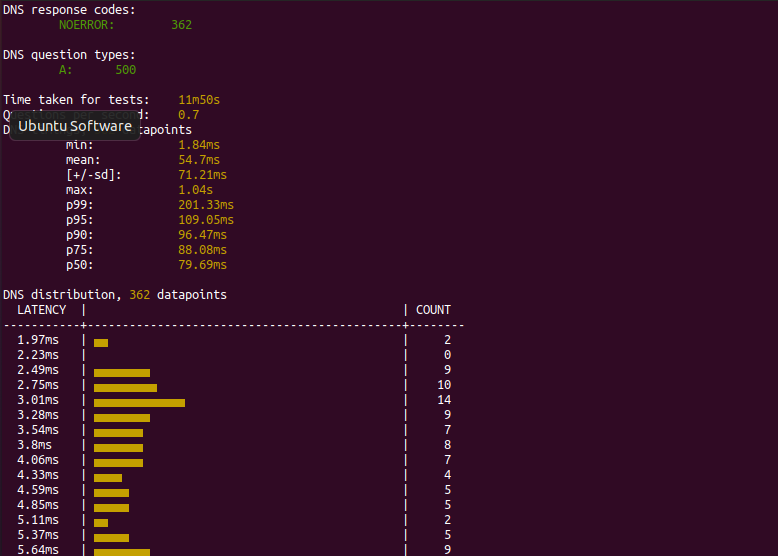 DNS response codes:
NOERROR: 362
DNS question types:
A: 500
Time taken for tests: 11m50s
Questions per second: 0.7
Ubuntu Software
datapoints
min: 1.84ms
mean: 54.7ms
[+/-sd]: 71.21ms
max: 1.04s
p99: 201.33ms
p95: 109.05ms
p90: 96.47ms
p75: 88.08ms
p50: 79.69ms
DNS distribution, 362 datapoints
LATENCY | | COUNT
1.97ms | | 2
2.23ms | | 0
2.49ms | | 9
2.75ms | | 10
3.01ms | | 14
3.28ms | | 9
3.54ms | | 7
3.8ms | | 8
4.06ms | | 7
4.33ms | | 4
4.59ms | | 5
4.85ms | | 5
5.11ms | | 2
5.37ms | | 5
5.64ms | | 9